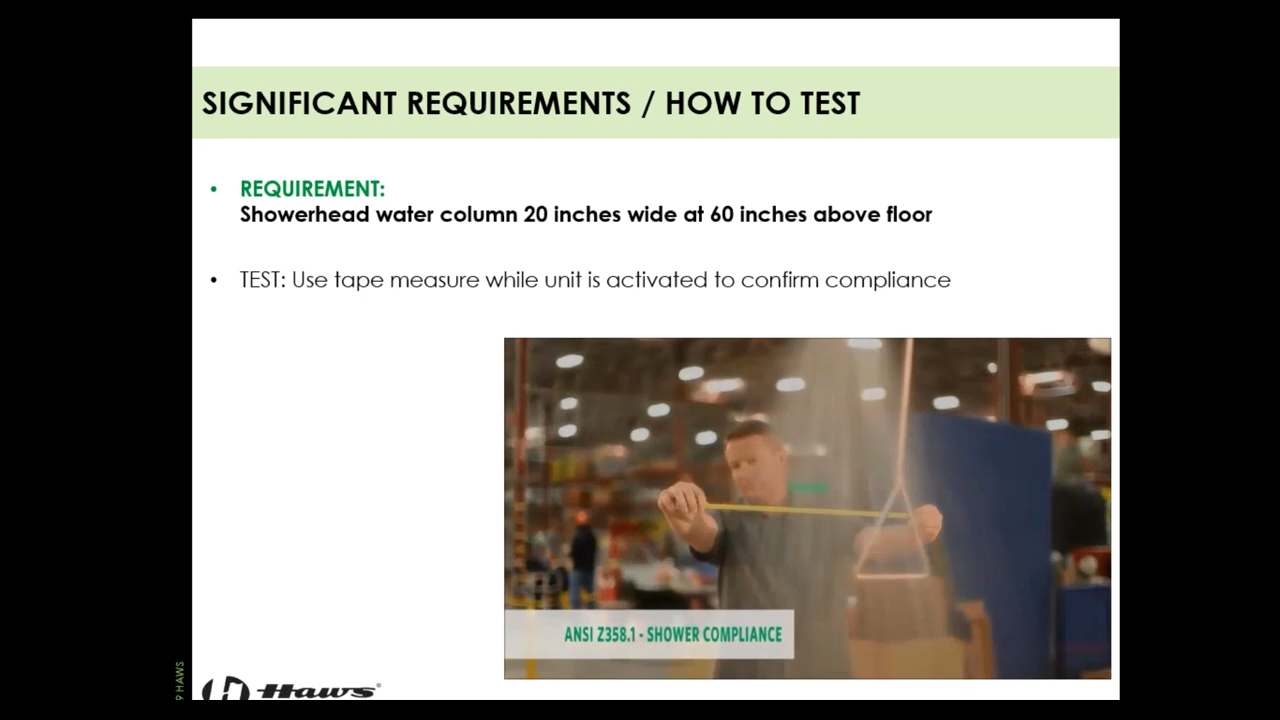 SIGNIFICANT REQUIREMENTS / HOW TO TEST
• REQUIREMENT:
Showerhead water column 20 inches wide at 60 inches above floor
• TEST: Use tape measure while unit is activated to confirm compliance
ANSI Z358.1 - SHOWER COMPLIANCE
9 HAWS
Haws®